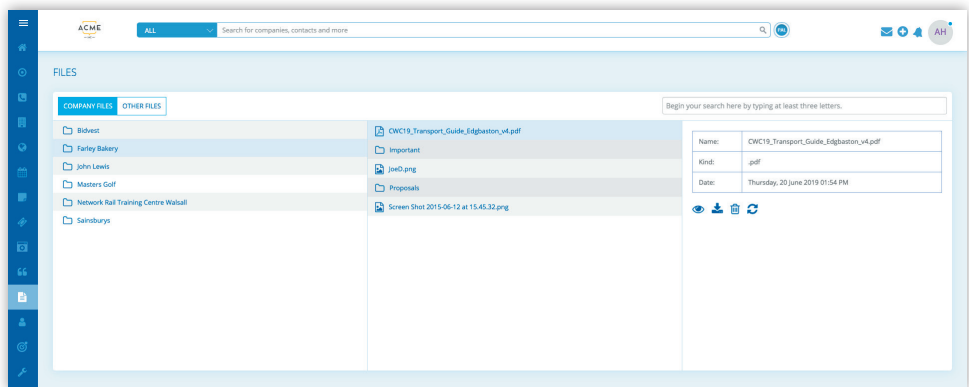 ACME
ALL
Search for companies, contacts and more
AH
FILES
COMPANY FILES
OTHER FILES
Begin your search here by typing at least three letters.
Bidvest
Farley Bakery
John Lewis
Masters Golf
Network Rail Training Centre Walsall
Sainsburys
CWC19_Transport_Guide_Edgbaston_v4.pdf
Important
JoeD.png
Proposals
Screen Shot 2015-06-12 at 15.45.32.png
Name: CWC19_Transport_Guide_Edgbaston_v4.pdf
Kind: .pdf
Date: Thursday, 20 June 2019 01:54 PM